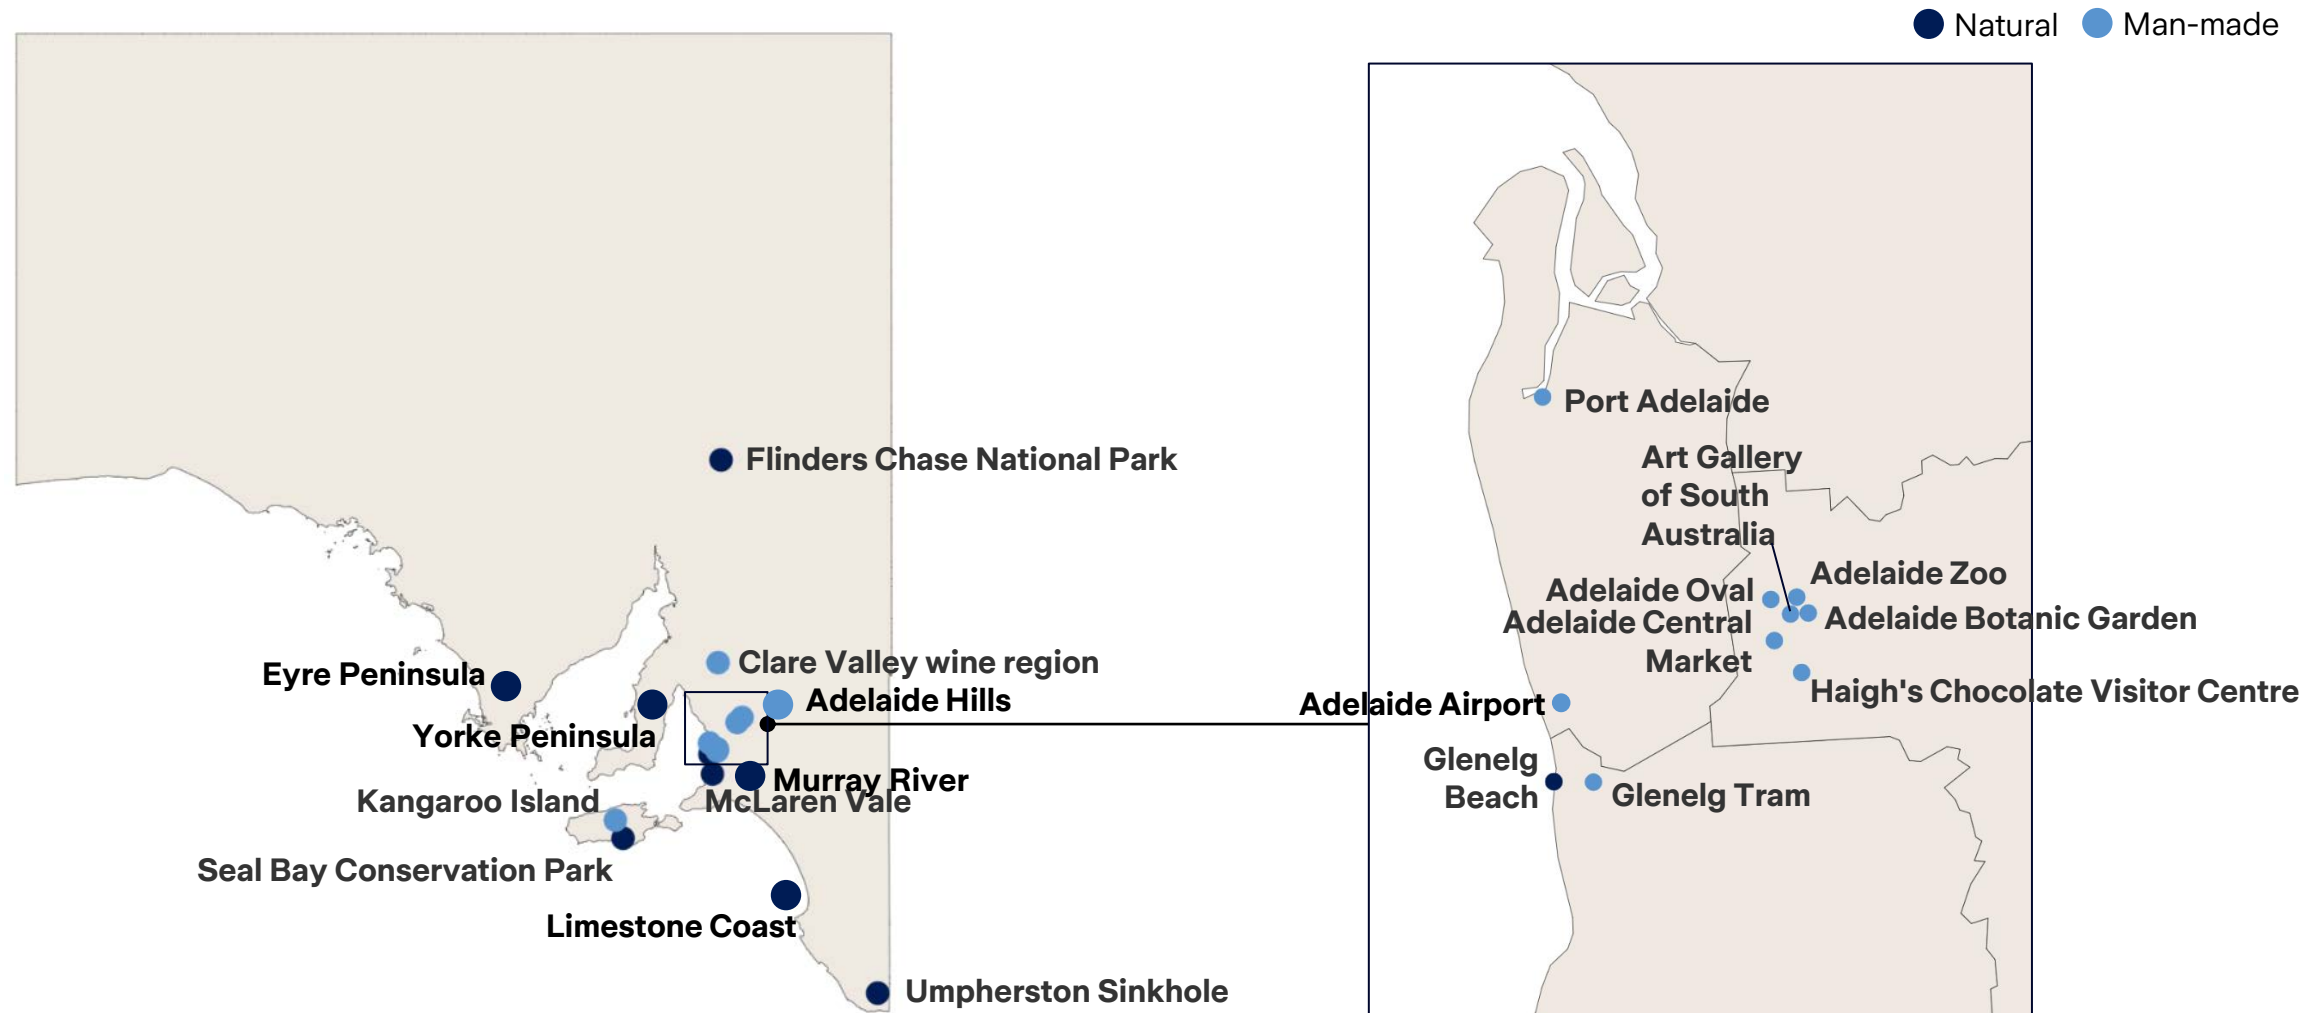 Natural
Man-made
Flinders Chase National Park
Clare Valley wine region
Eyre Peninsula
Adelaide Hills
Yorke Peninsula
Murray River
Kangaroo Island
McLaren Vale
Seal Bay Conservation Park
Limestone Coast
Umpherston Sinkhole
Port Adelaide
Art Gallery
of South
Australia
Adelaide Zoo
Adelaide Oval
Adelaide Botanic Garden
Adelaide Central
Market
Haigh's Chocolate Visitor Centre
Adelaide Airport
Glenelg
Beach
Glenelg Tram